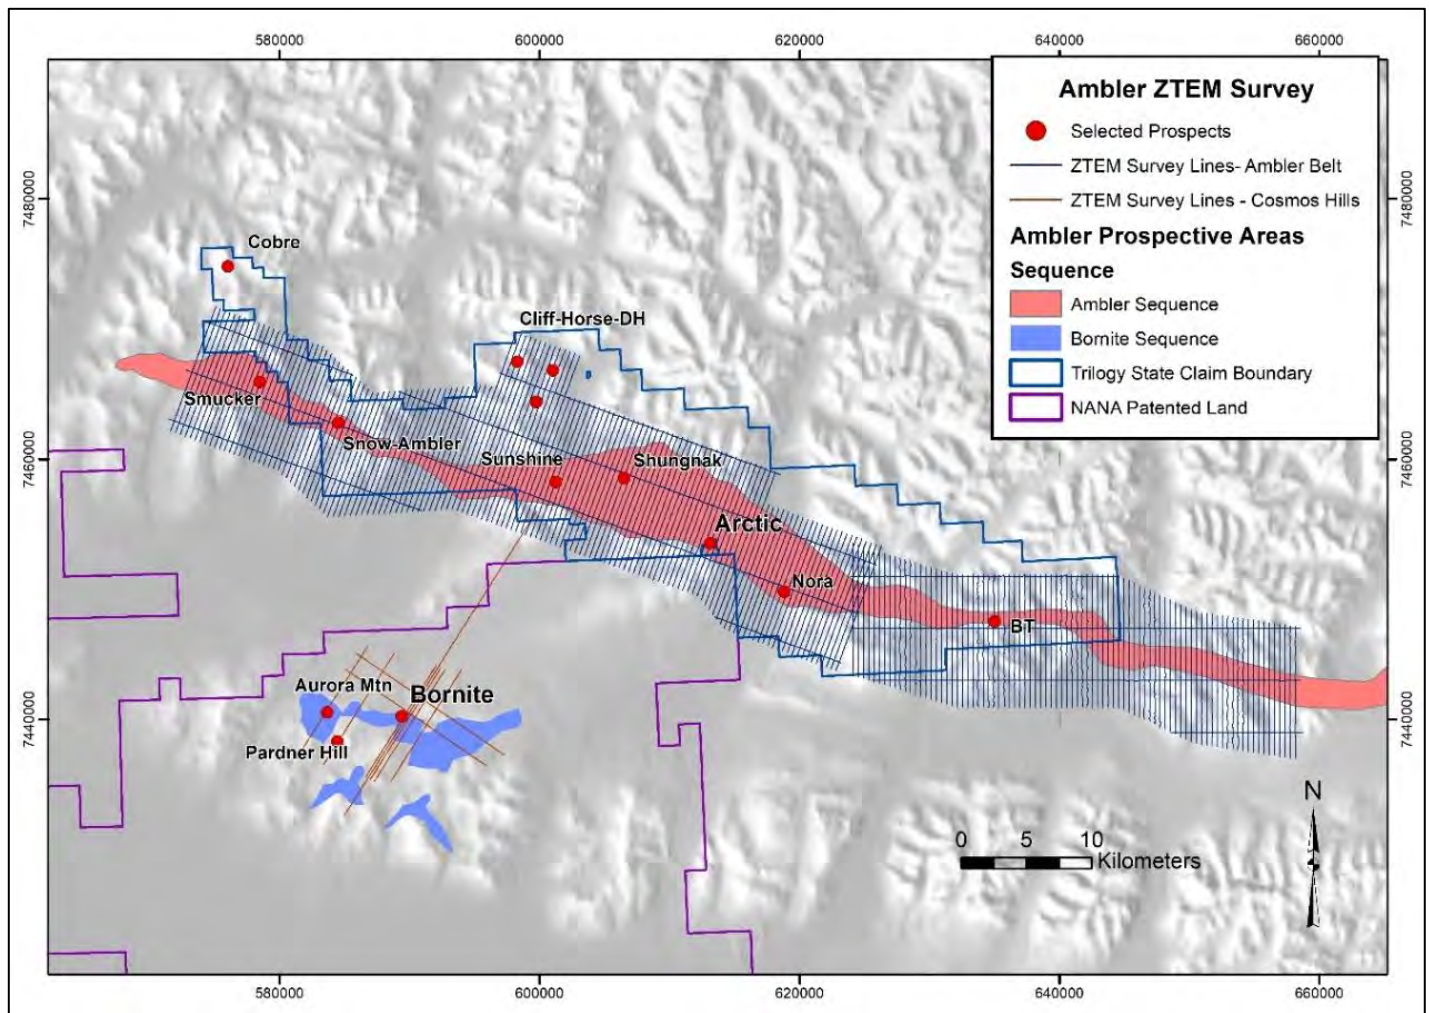 580000
600000
620000
640000
660000
Ambler ZTEM Survey
Selected Prospects
ZTEM Survey Lines- Ambler Belt
ZTEM Survey Lines - Cosmos Hills
Ambler Prospective Areas
Sequence
Ambler Sequence
Bornite Sequence
Trilogy State Claim Boundary
NANA Patented Land
7480000
7480000
Cobre
Cliff-Horse-DH
Smucker
Snow-Ambler
Sunshine
Shungnak
7460000
7460000
Arctic
Nora
BT
Aurora Mtn
Bornite
Pardner Hill
7440000
7440000
N
0 5 10
Kilometers
580000
600000
620000
640000
660000